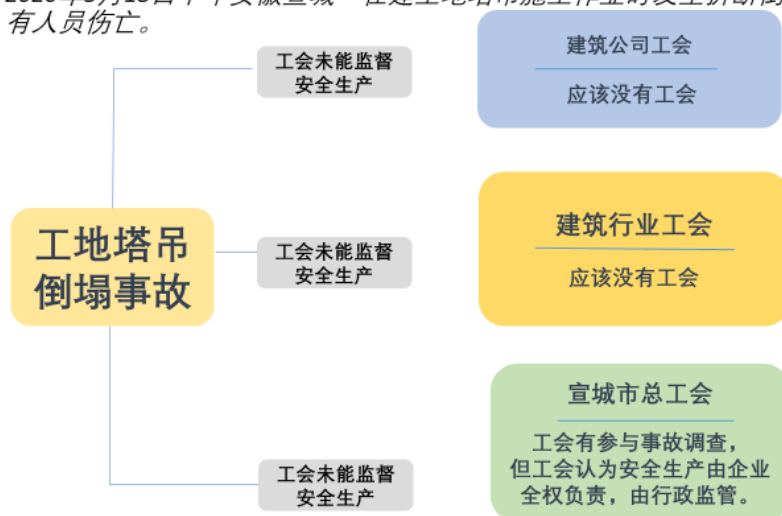 有人员伤亡。
工会未能监督
安全生产
建筑公司工会
应该没有工会
工地塔吊
倒塌事故
工会未能监督
安全生产
建筑行业工会
应该没有工会
工会未能监督
安全生产
宣城市总工会
工会有参与事故调查，
但工会认为安全生产由企业
全权负责，由行政监管。